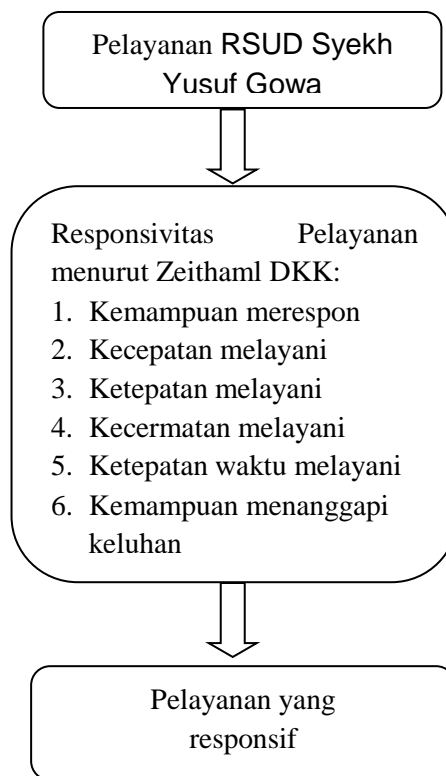 Pelayanan RSUD Syekh
Yusuf Gowa
Responsivitas Pelayanan
menurut Zeithaml DKK:
1. Kemampuan merespon
2. Kecepatan melayani
3. Ketepatan melayani
4. Kecermatan melayani
5. Ketepatan waktu melayani
6. Kemampuan menanggapi
keluhan
Pelayanan yang
responsif